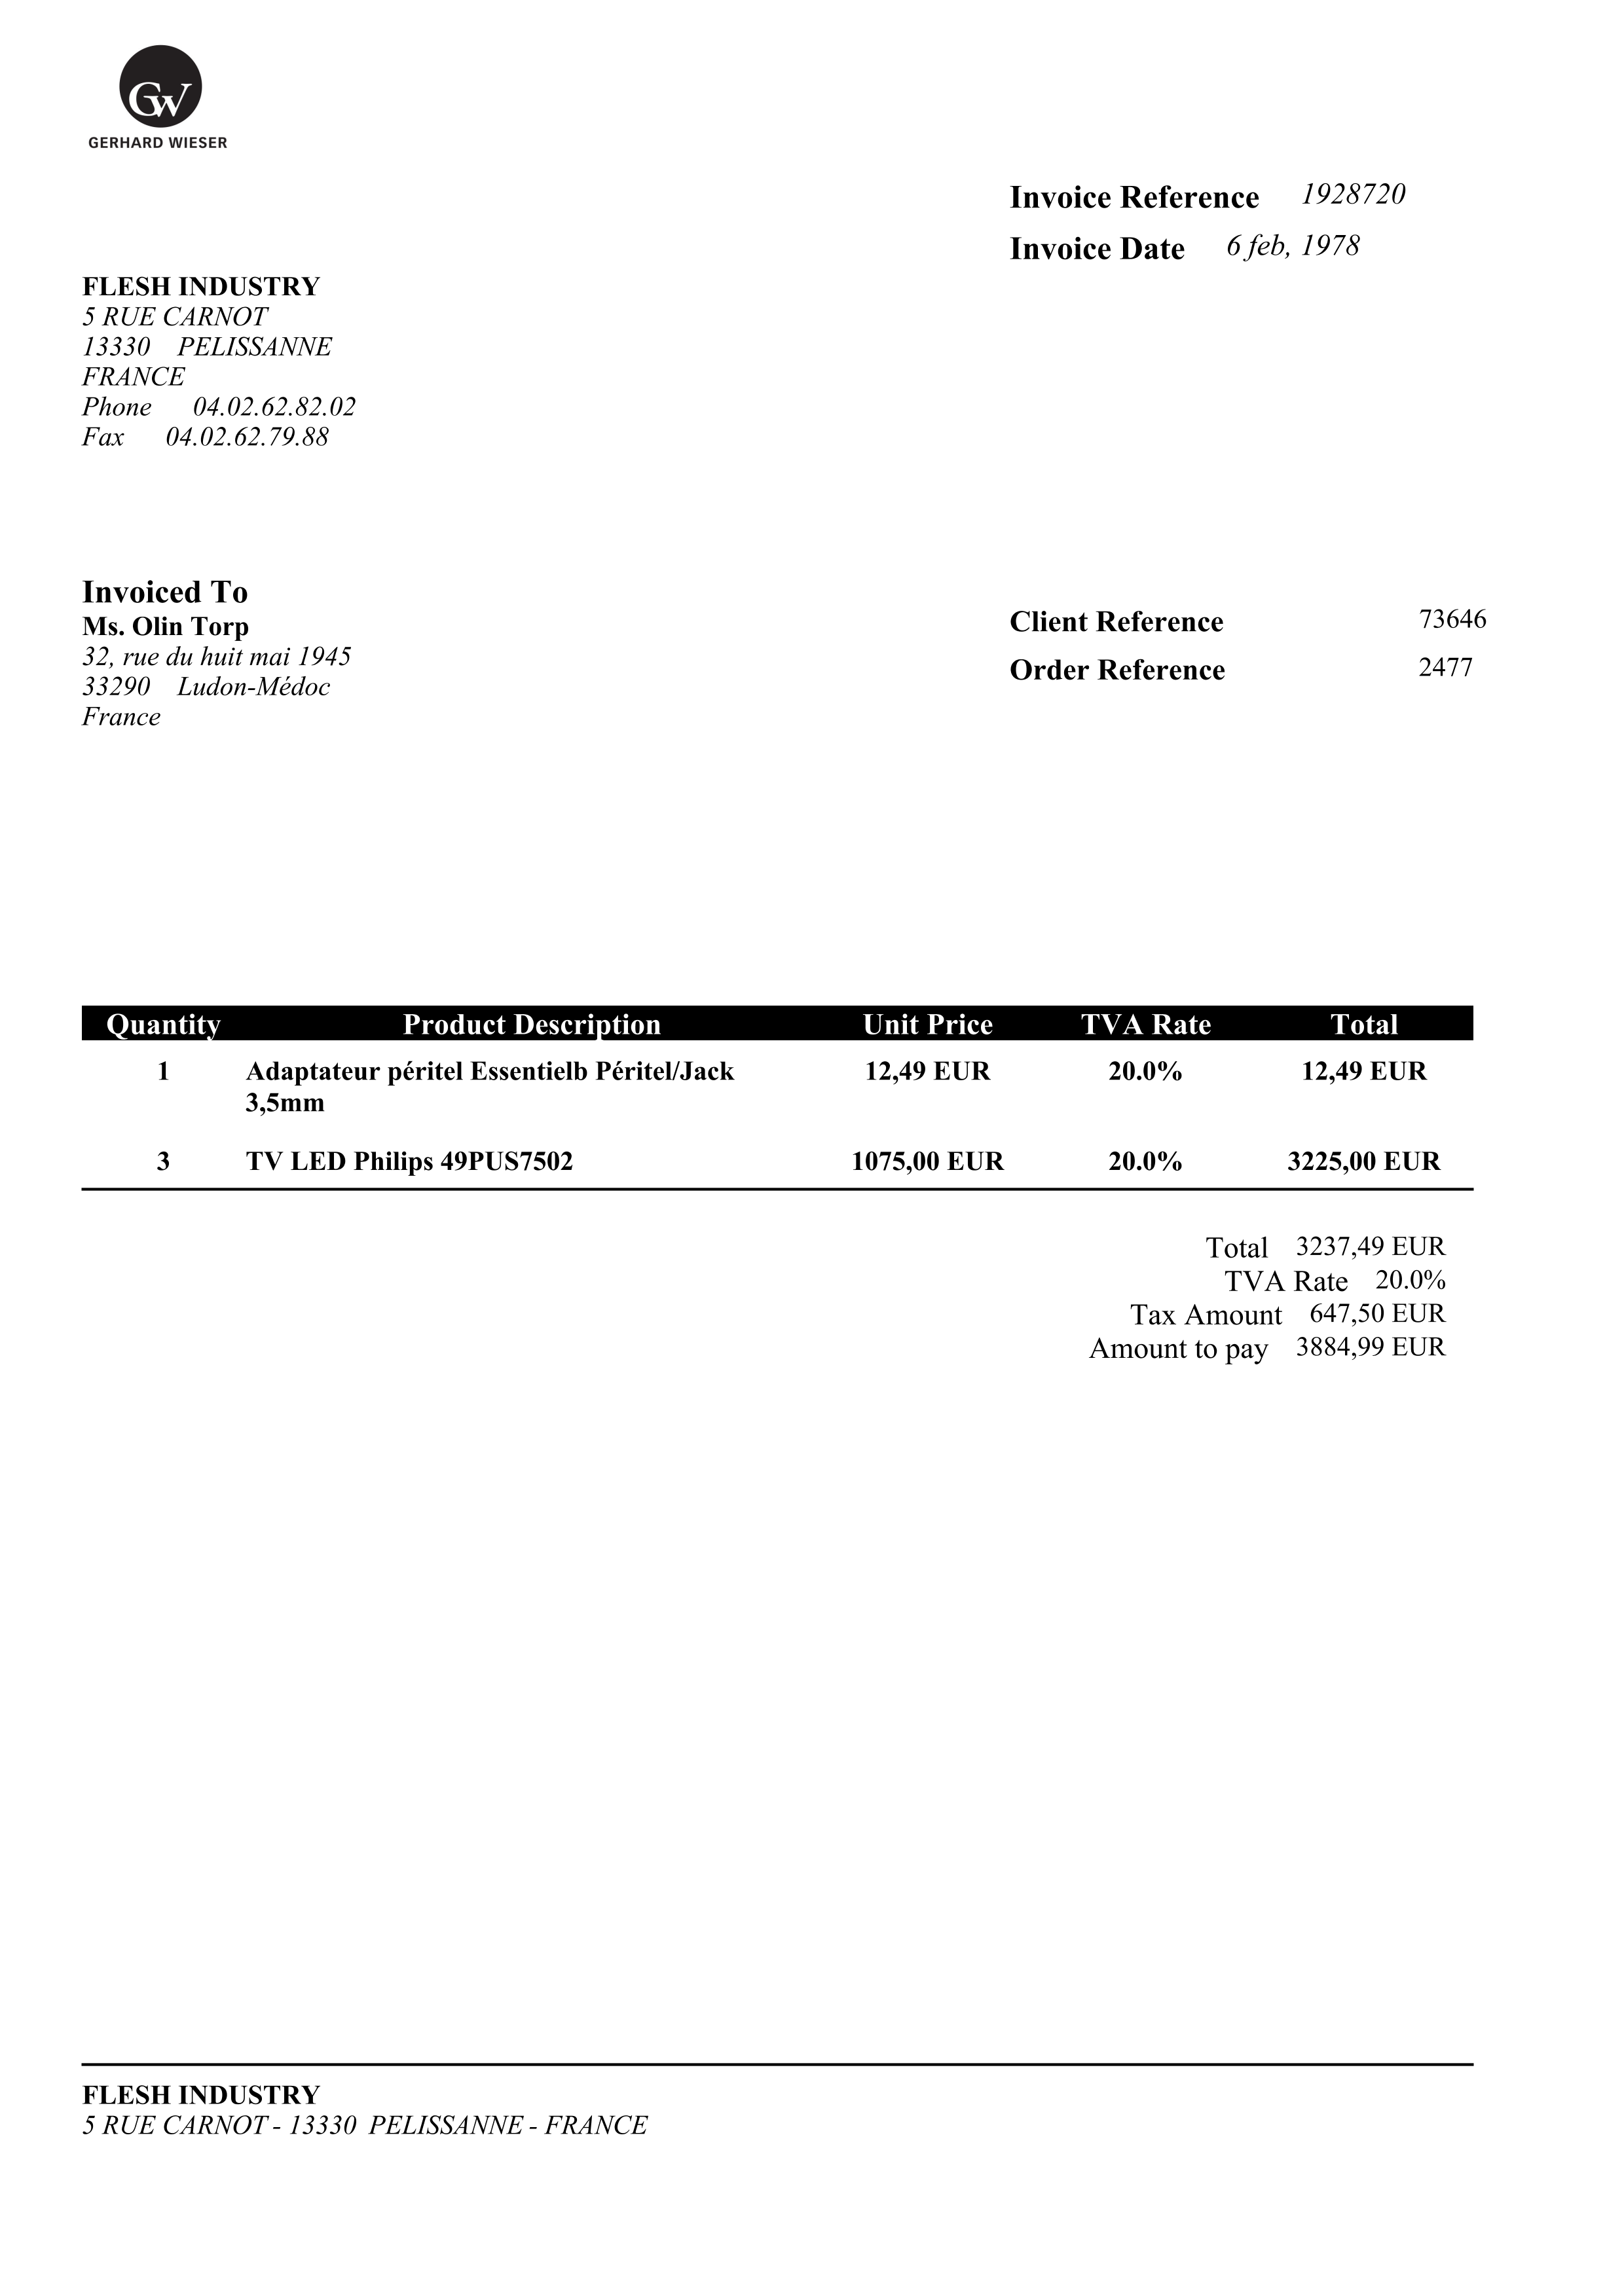 GW
GERHARD WIESER
Invoice Reference 1928720
Invoice Date 6 feb, 1978
FLESH INDUSTRY
5 RUE CARNOT
13330 PELISSANNE
FRANCE
Phone 04.02.62.82.02
Fax 04.02.62.79.88
Invoiced To
Ms. Olin Torp
32, rue du huit mai 1945
33290 Ludon-Médoc
France
Client Reference 73646
Order Reference 2477
Quantity Product Description Unit Price TVA Rate Total
1 Adaptateur péritel Essentielb Péritel/Jack 12,49 EUR 20.0% 12,49 EUR
3,5mm
3 TV LED Philips 49PUS7502 1075,00 EUR 20.0% 3225,00 EUR
Total 3237,49 EUR
TVA Rate 20.0%
Tax Amount 647,50 EUR
Amount to pay 3884,99 EUR
FLESH INDUSTRY
5 RUE CARNOT - 13330 PELISSANNE - FRANCE